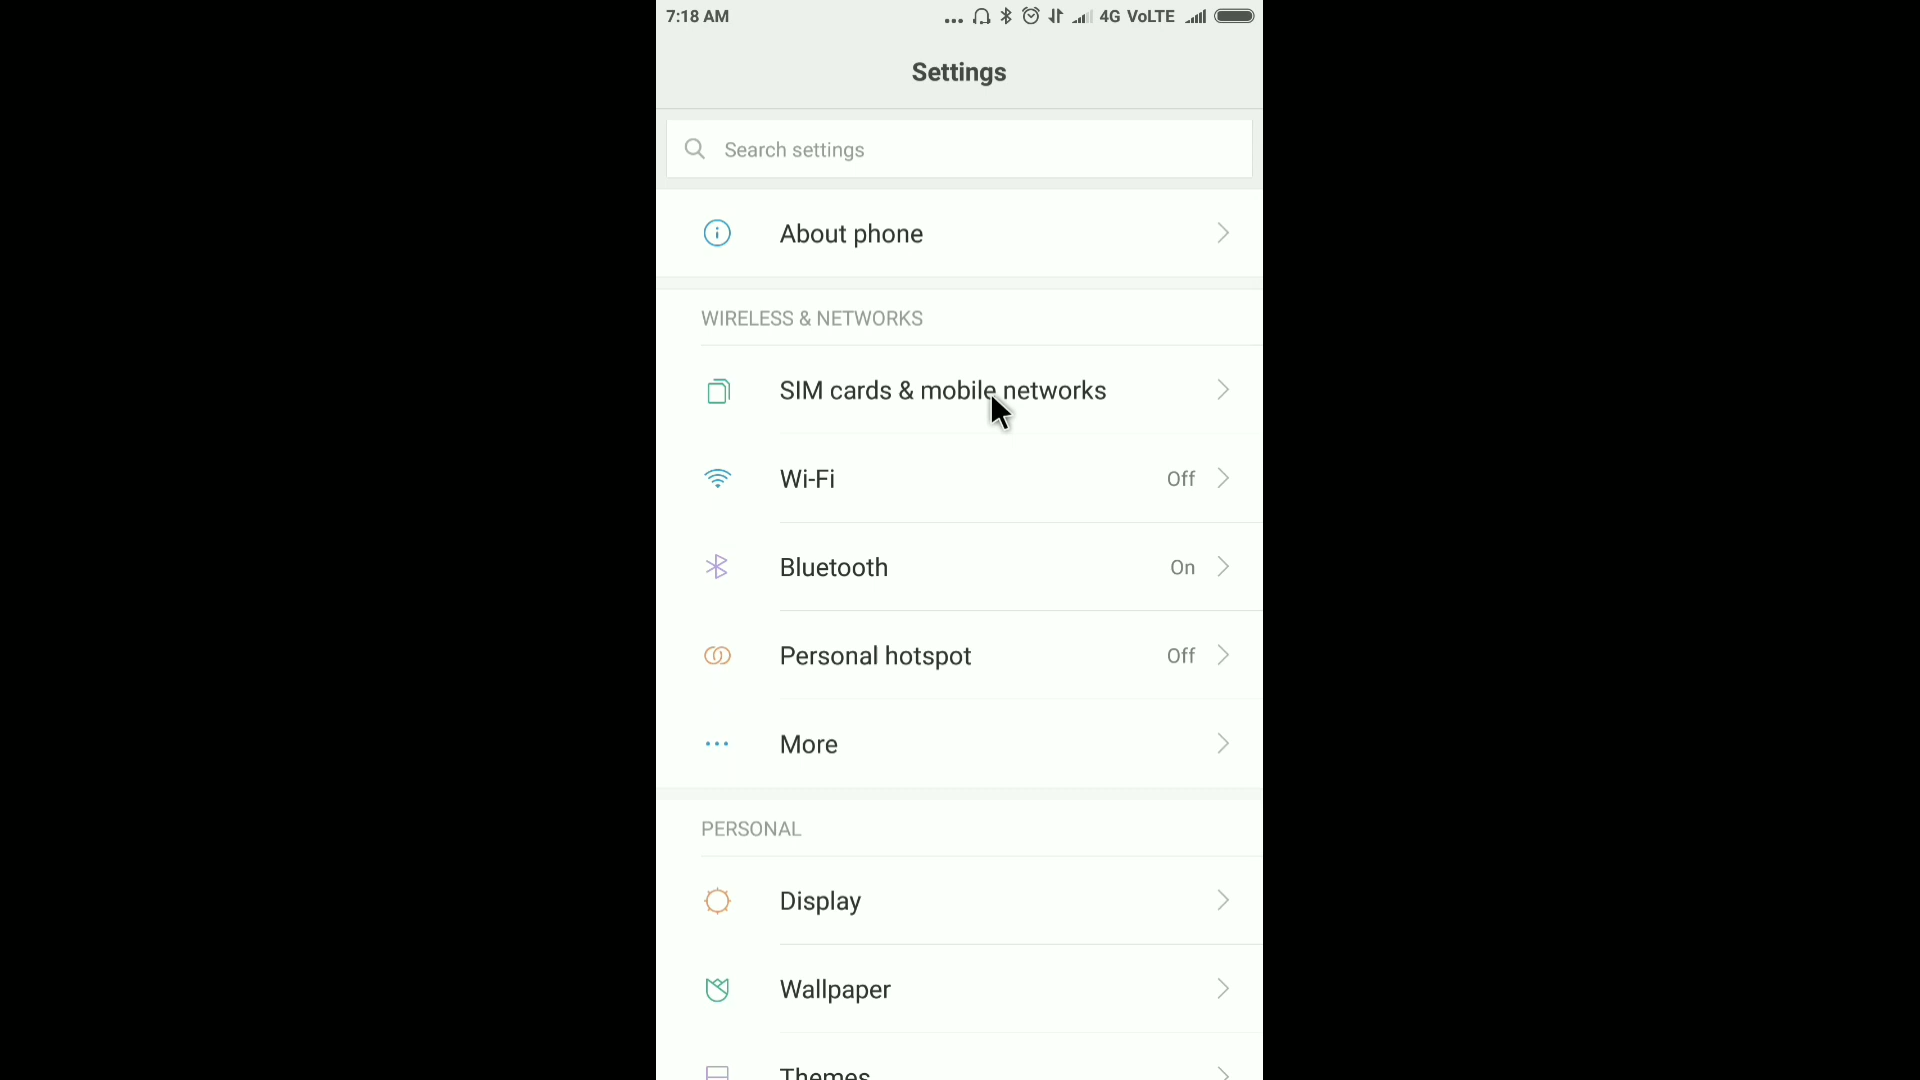 7:18 AM ... 4G VoLTE
Settings
Search settings
About phone
WIRELESS & NETWORKS
SIM cards & mobile networks
Wi-Fi Off
Bluetooth On
Personal hotspot Off
More
PERSONAL
Display
Wallpaper
Themes